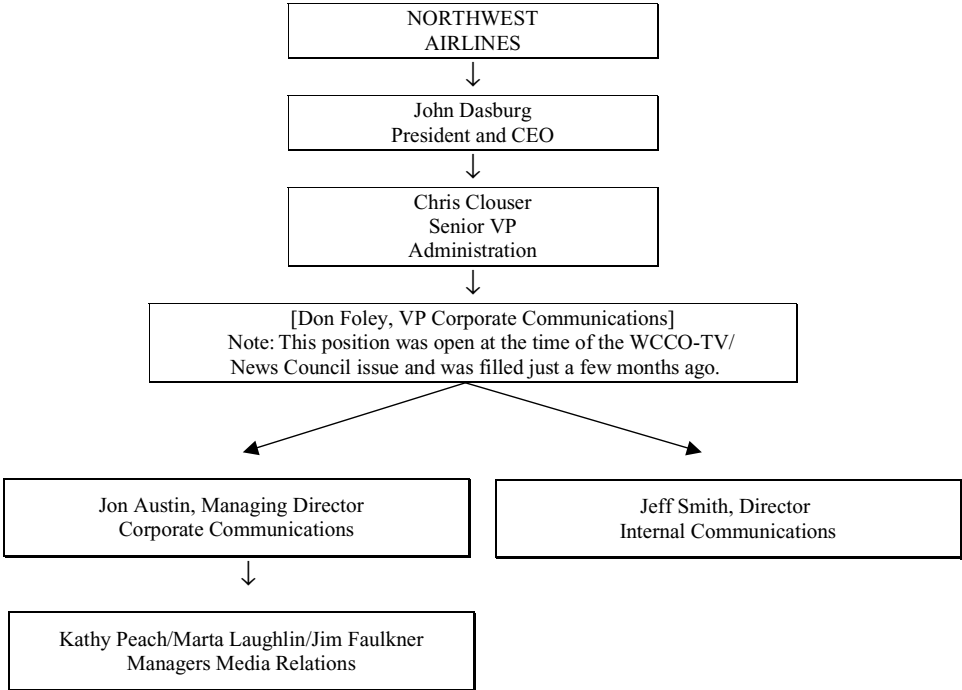 NORTHWEST
AIRLINES
↓
John Dasburg
President and CEO
↓
Chris Clouser
Senior VP
Administration
↓
[Don Foley, VP Corporate Communications]
Note: This position was open at the time of the WCCO-TV/
News Council issue and was filled just a few months ago.
Jon Austin, Managing Director
Corporate Communications
Jeff Smith, Director
Internal Communications
↓
Kathy Peach/Marta Laughlin/Jim Faulkner
Managers Media Relations